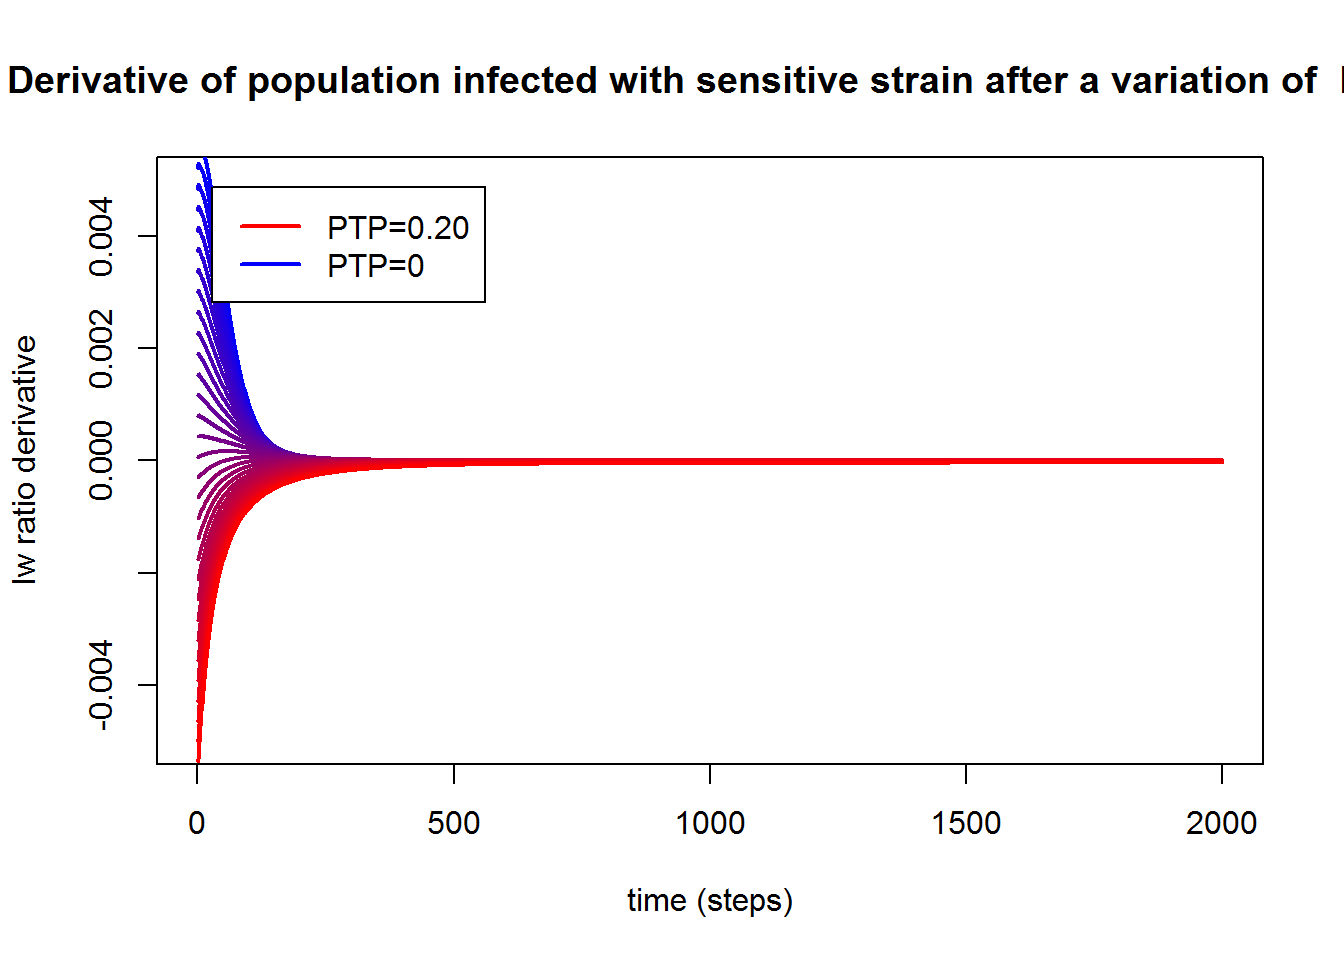 Derivative of population infected with sensitive strain after a variation of
PTP=0.20
PTP=0
0.004
0.002
0.000
-0.004
Iw ratio derivative
0
500
1000
1500
2000
time (steps)